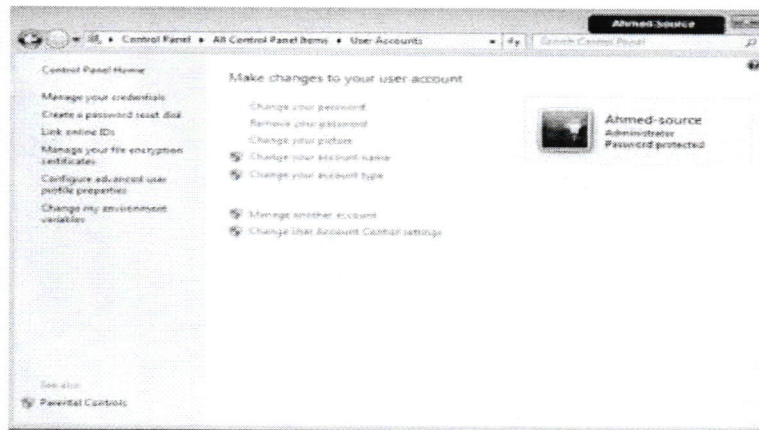 Ahmed-Source
Control Panel All Control Panel Items User Accounts
Search Control Panel
Control Panel Home
Manage your credentials
Create a password reset disk
Link online IDs
Manage your file encryption
certificates
Configure advanced user
profile properties
Change my environment
variables
Make changes to your user account
Change your password
Remove your password
Change your picture
Change your account name
Change your account type
Manage another account
Change User Account Control settings
Ahmed-source
Administrator
Password protected
See also
Parental Controls